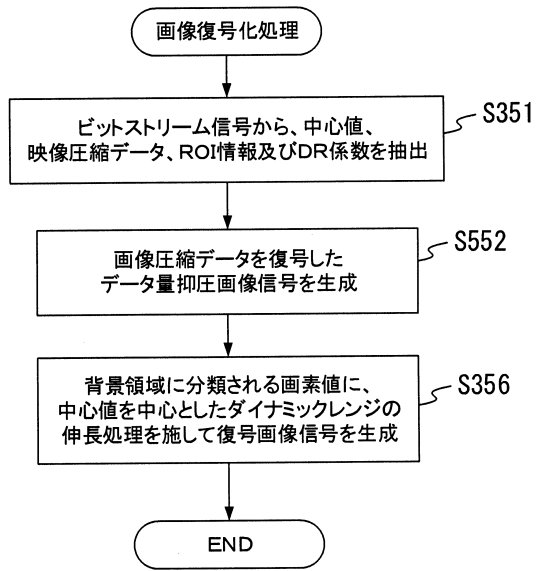 画像復号化処理
ビットストリーム信号から、中心値、
映像圧縮データ、ROI情報及びDR係数を抽出
S351
画像圧縮データを復号した
データ量抑圧画像信号を生成
S552
背景領域に分類される画素値に、
中心値を中心としたダイナミックレンジの
伸長処理を施して復号画像信号を生成
S356
END